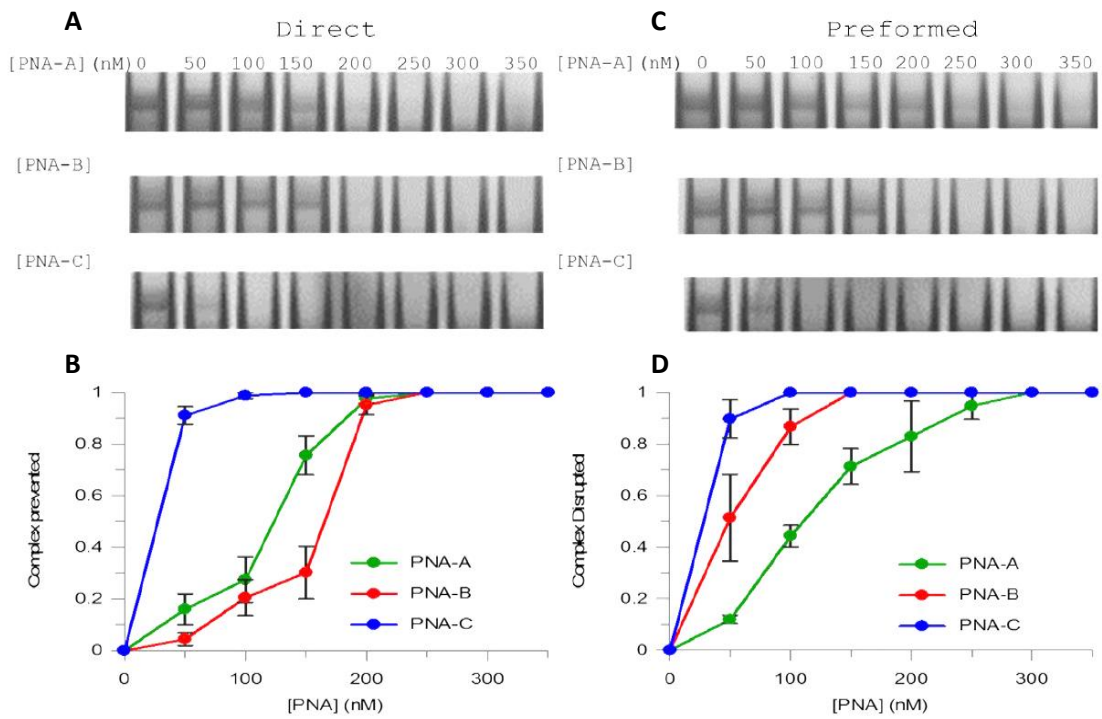 A
Direct
[PNA-A] (nM) 0 50 100 150 200 250 300 350
[PNA-B]
[PNA-C]
B
1
0.8
0.6
0.4
0.2
0
Complex prevented
PNA-A
PNA-B
PNA-C
0 100 200 300
[PNA] (nM)
C
Preformed
[PNA-A] (nM) 0 50 100 150 200 250 300 350
[PNA-B]
[PNA-C]
D
1
0.8
0.6
0.4
0.2
0
Complex Disrupted
PNA-A
PNA-B
PNA-C
0 100 200 300
[PNA] (nM)